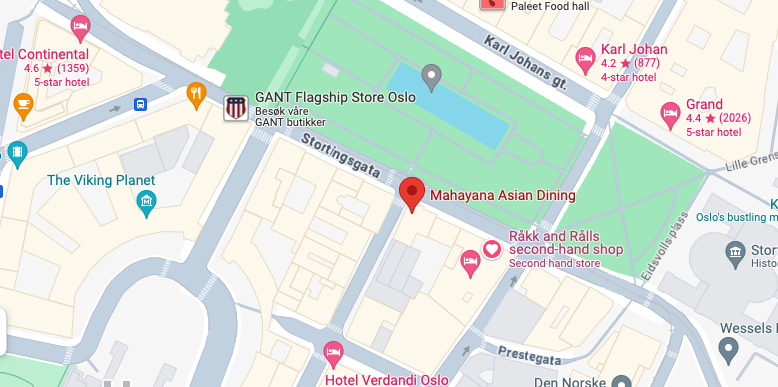 Paleet Food hall
Karl Johans gt.
Karl Johan
4.2 ★ (877)
4-star hotel
tel Continental
4.6 ★ (1359)
5-star hotel
GANT Flagship Store Oslo
Besøk våre
GANT butikker
Grand
4.4 ★ (2026)
5-star hotel
Stortingsgata
Lille Grens
The Viking Planet
Mahayana Asian Dining
K
Oslo's bustling m
Råkk and Rålls
second-hand shop
Second hand store
Eidsvolls plass
Stor
Histor
Wessels
Prestegata
Hotel Verdandi Oslo
Den Norske